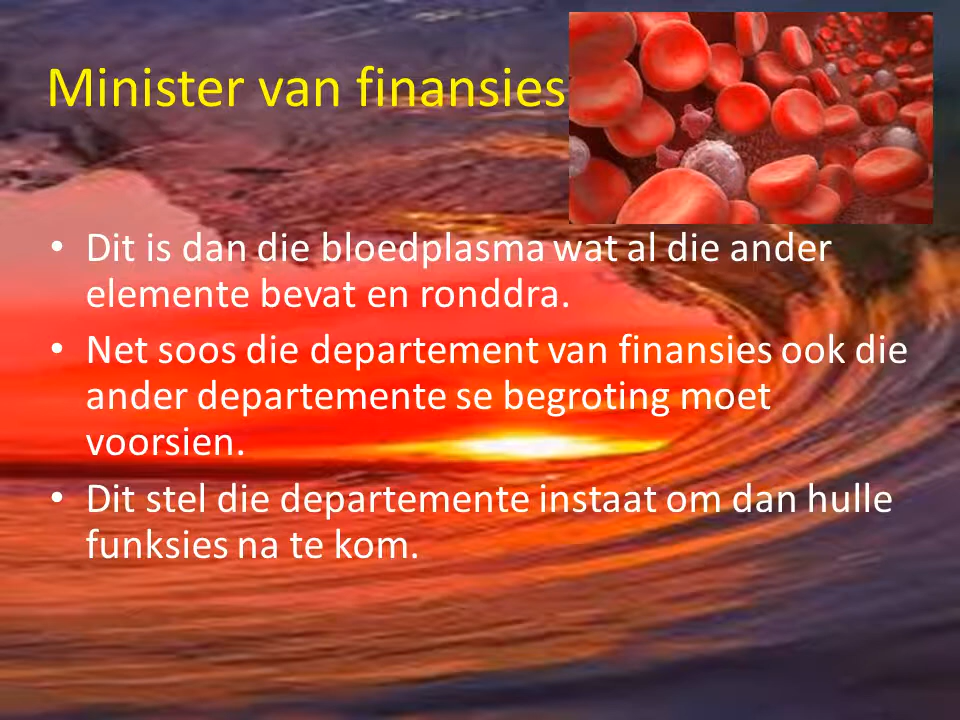 Minister van finansies
• Dit is dan die bloedplasma wat al die ander
elemente bevat en ronddra.
• Net soos die departement van finansies ook die
ander departemente se begroting moet
voorsien.
• Dit stel die departemente instaat om dan hulle
funksies na te kom.